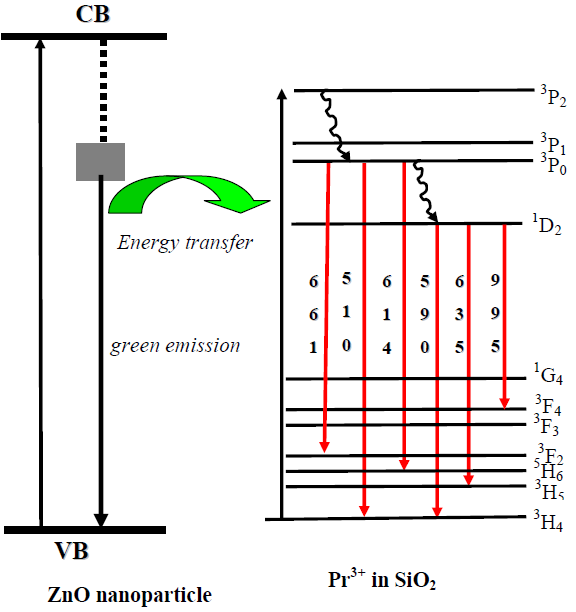 CB
³P₂
³P₁
³P₀
¹D₂
Energy transfer
6 5 6 5 6 9
6 1 1 9 3 9
1 0 4 0 5 5
green emission
¹G₄
³F₄
³F₃
³F₂
⁵H₆
³H₅
³H₄
VB
Pr³⁺ in SiO₂
ZnO nanoparticle